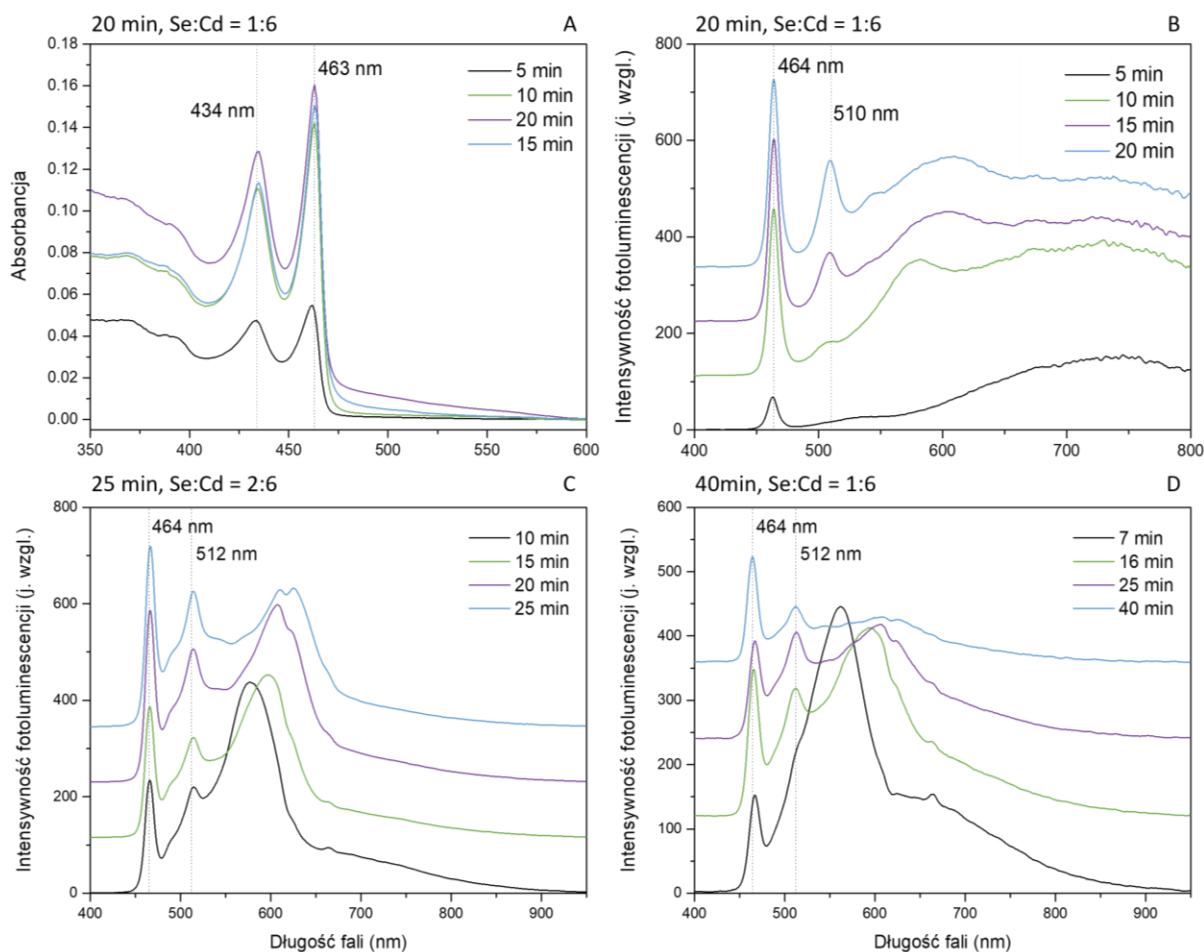 20 min, Se:Cd = 1:6 A
0.18
0.16
0.14
0.12
0.10
0.08
0.06
0.04
0.02
0.00
Absorbancja
434 nm
463 nm
5 min
10 min
20 min
15 min
350 400 450 500 550 600
20 min, Se:Cd = 1:6 B
800
600
400
200
0
Intensywność fotoluminescencji (j. wzgl.)
464 nm
510 nm
5 min
10 min
15 min
20 min
400 450 500 600 700 800
25 min, Se:Cd = 2:6 C
800
600
400
200
0
Intensywność fotoluminescencji (j. wzgl.)
464 nm
512 nm
10 min
15 min
20 min
25 min
400 500 600 700 800 900
Długość fali (nm)
40min, Se:Cd = 1:6 D
600
500
400
300
200
100
0
Intensywność fotoluminescencji (j. wzgl.)
464 nm
512 nm
7 min
16 min
25 min
40 min
400 500 600 700 800 900
Długość fali (nm)